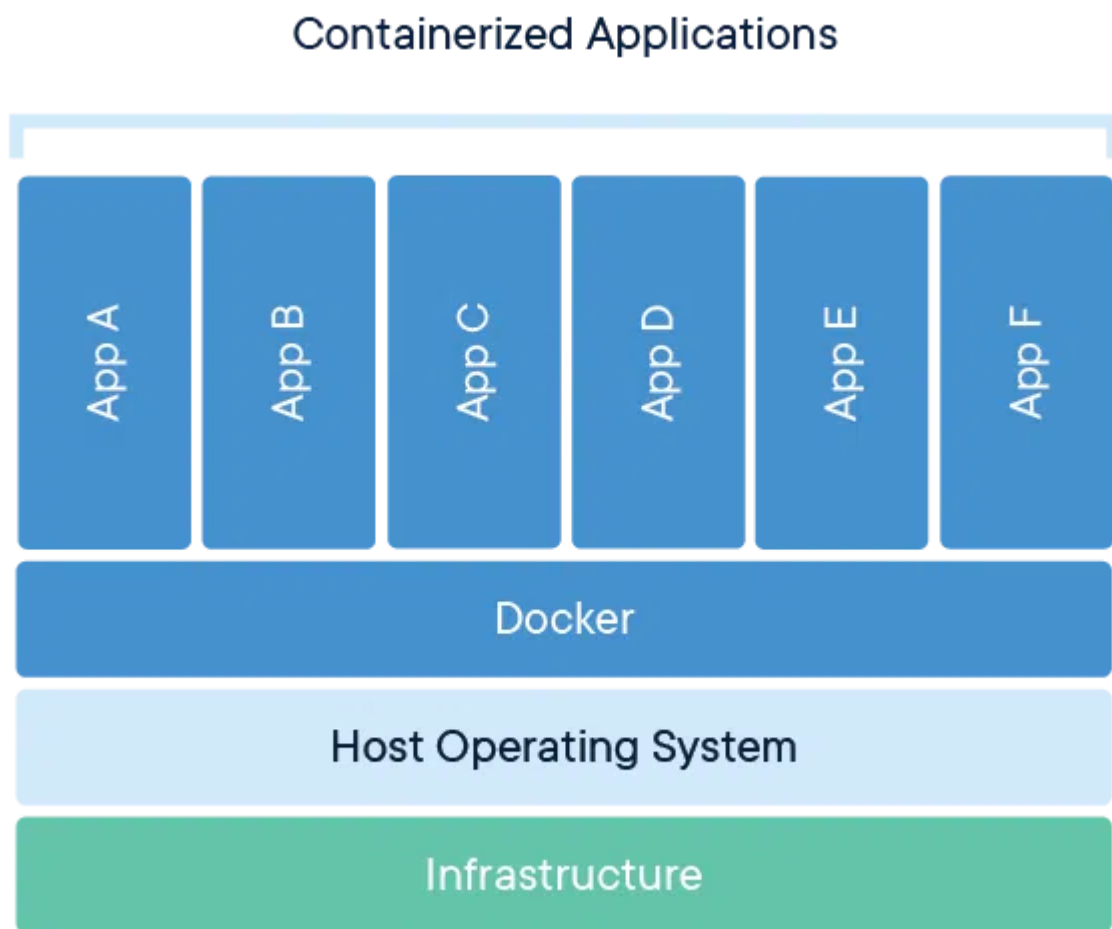 Containerized Applications
App A
App B
App C
App D
App E
App F
Docker
Host Operating System
Infrastructure